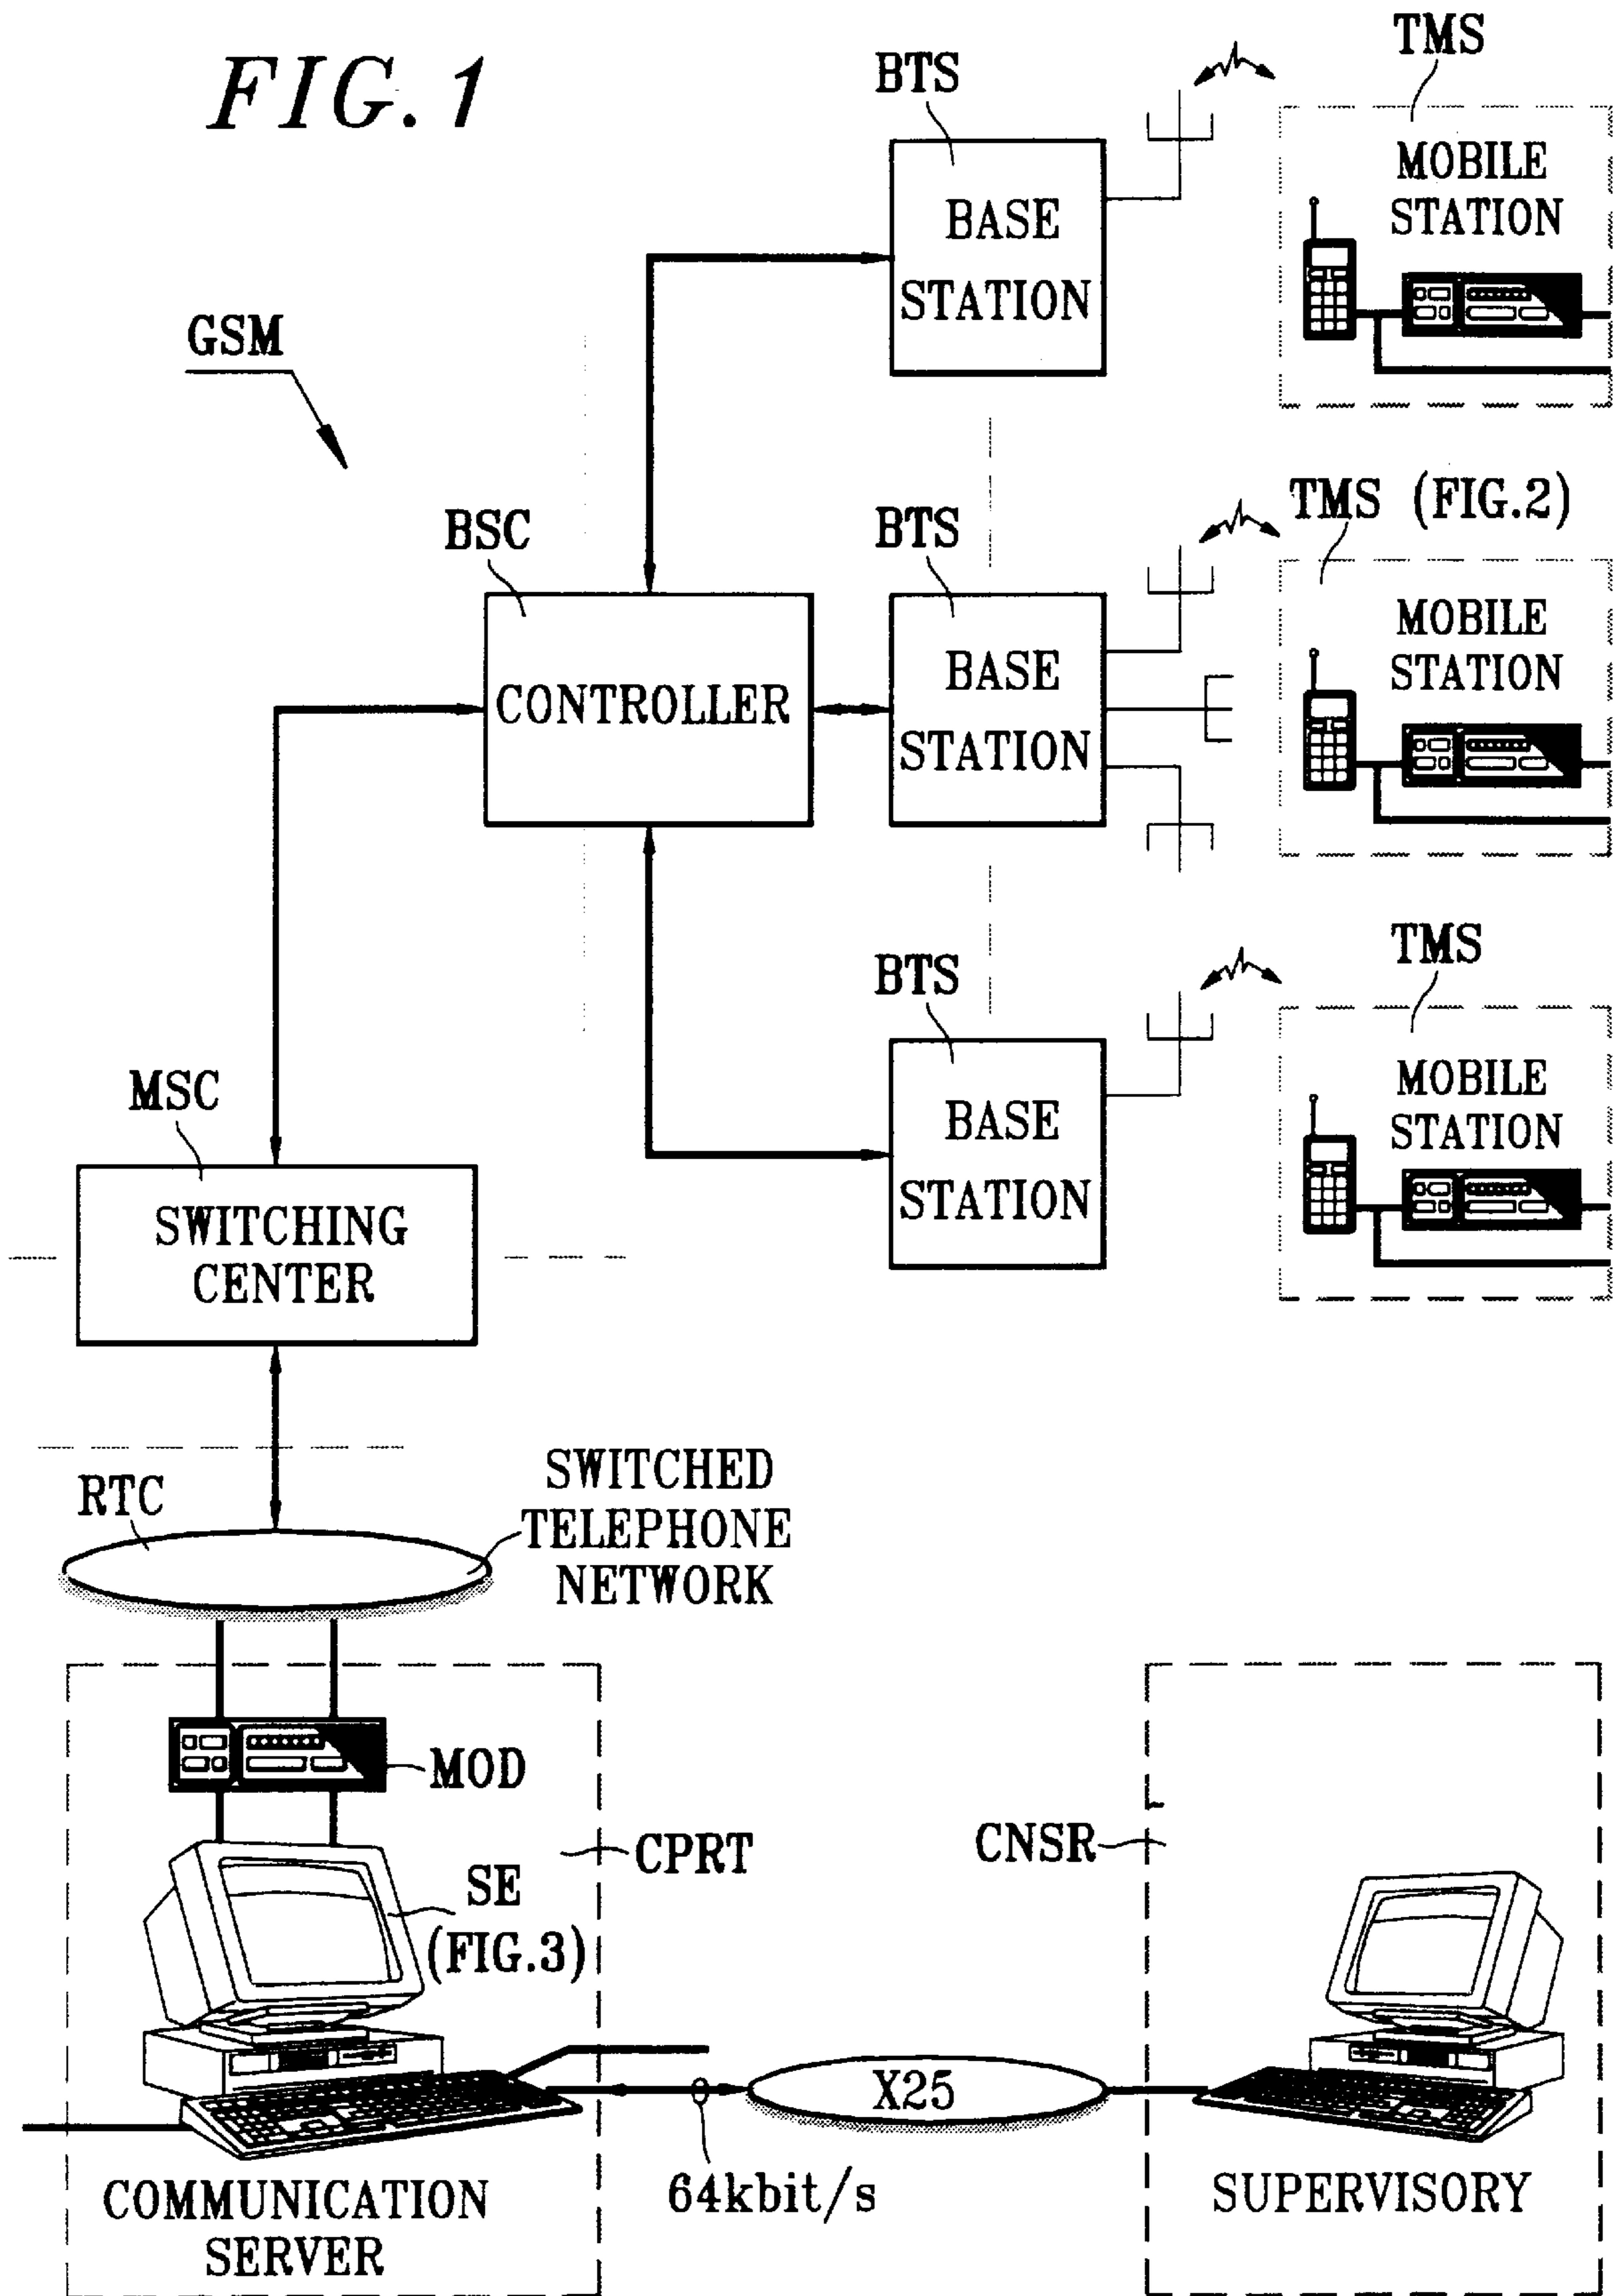 FIG. 1
TMS
BTS
MOBILE
STATION
BASE
STATION
GSM
TMS (FIG.2)
BSC
BTS
MOBILE
STATION
CONTROLLER
BASE
STATION
TMS
BTS
MOBILE
STATION
MSC
BASE
STATION
SWITCHING
CENTER
RTC
SWITCHED
TELEPHONE
NETWORK
MOD
CPRT
CNSR
SE
(FIG.3)
X25
64kbit/s
COMMUNICATION
SERVER
SUPERVISORY